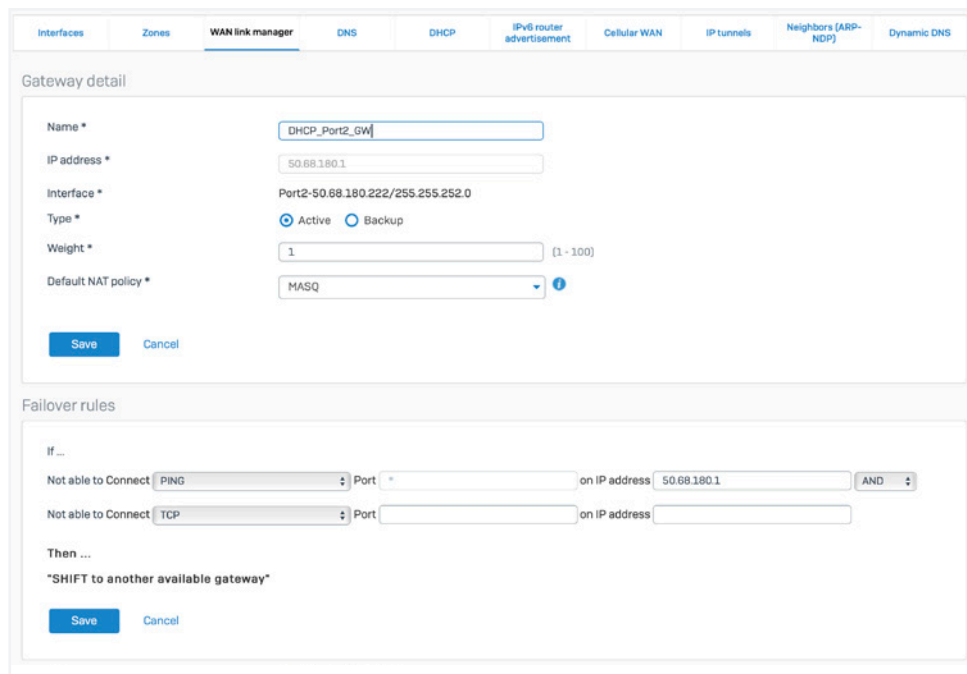 Interfaces Zones WAN link manager DNS DHCP IPv6 router advertisement Cellular WAN IP tunnels Neighbors (ARP-NDP) Dynamic DNS
Gateway detail
Name * DHCP_Port2_GW
IP address * 50.68.180.1
Interface * Port2-50.68.180.222/255.255.252.0
Type * Active Backup
Weight * 1 (1 - 100)
Default NAT policy * MASQ i
Save Cancel
Failover rules
If ...
Not able to Connect PING Port * on IP address 50.68.180.1 AND
Not able to Connect TCP Port on IP address
Then ...
"SHIFT to another available gateway"
Save Cancel